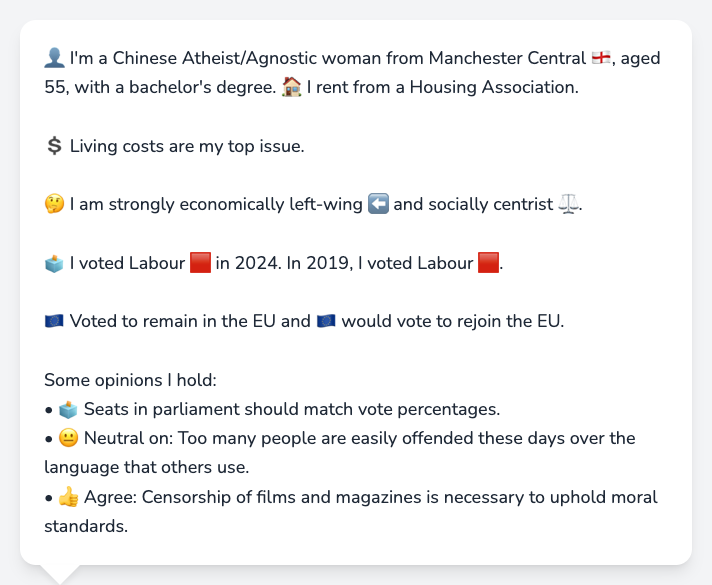 👤 I'm a Chinese Atheist/Agnostic woman from Manchester Central 🏴󠁧󠁢󠁥󠁮󠁧󠁿, aged
55, with a bachelor's degree. 🏠 I rent from a Housing Association.
💲 Living costs are my top issue.
🤔 I am strongly economically left-wing ⬅️ and socially centrist ⚖️.
🗳️ I voted Labour 🟥 in 2024. In 2019, I voted Labour 🟥.
🇪🇺 Voted to remain in the EU and 🇪🇺 would vote to rejoin the EU.
Some opinions I hold:
• 🗳️ Seats in parliament should match vote percentages.
• 😐 Neutral on: Too many people are easily offended these days over the
language that others use.
• 👍 Agree: Censorship of films and magazines is necessary to uphold moral
standards.